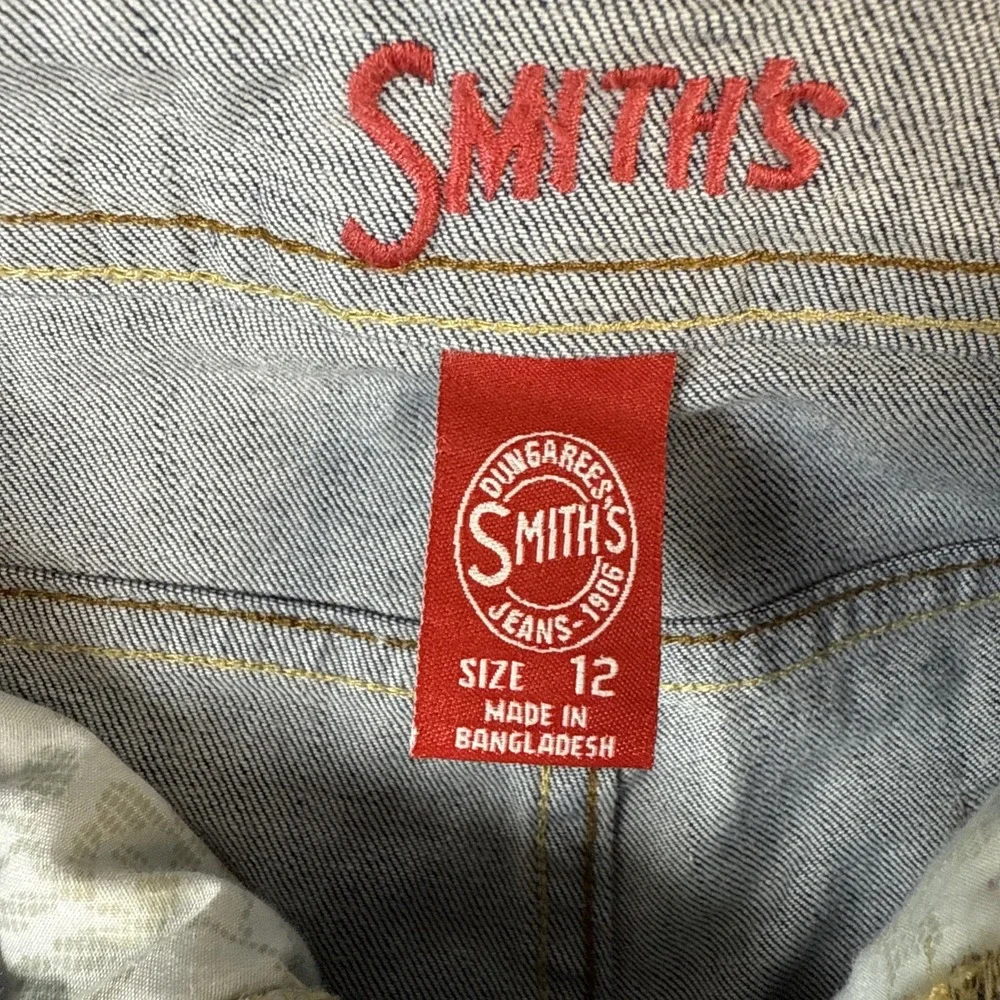 SMITH'S
DUNGAREES
SMITH'S
JEANS-1906
SIZE 12
MADE IN
BANGLADESH